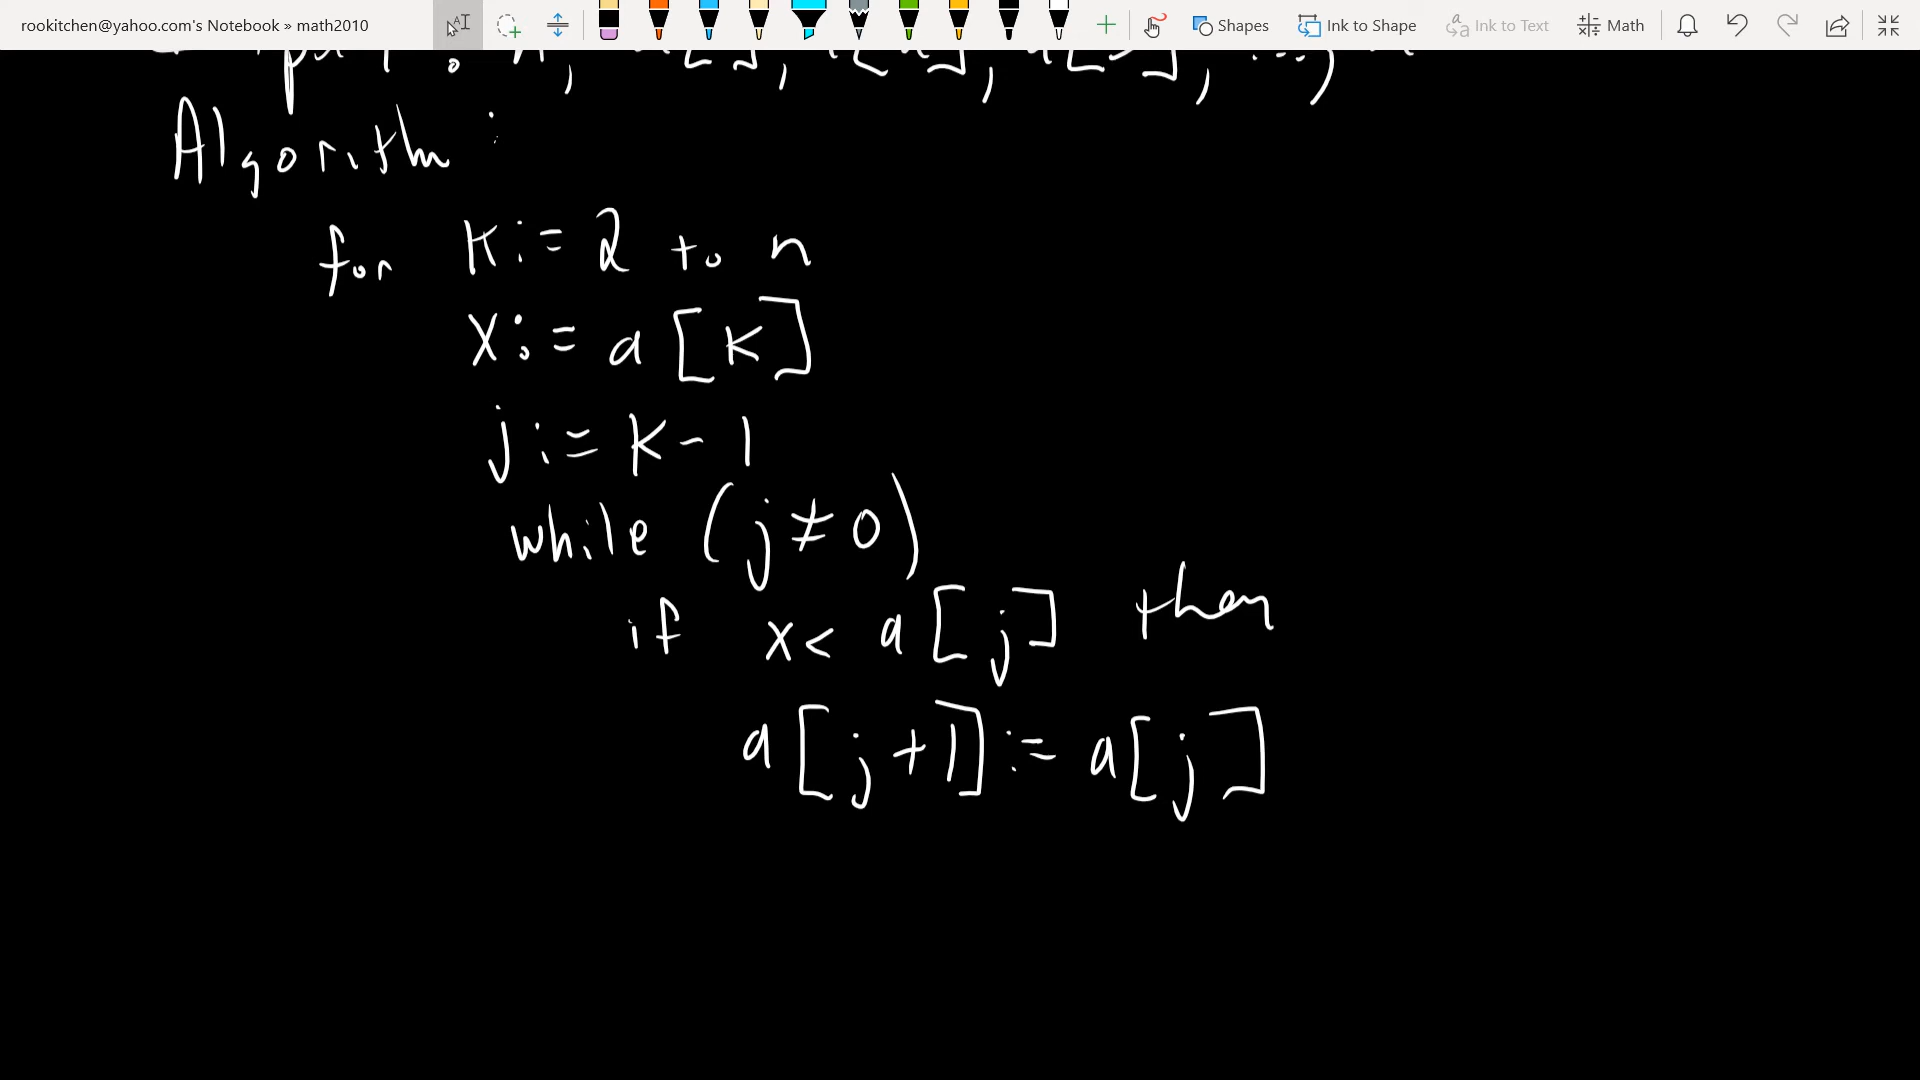 rookitchen@yahoo.com's Notebook » math2010
Shapes
Ink to Shape
Ink to Text
Math
Algorithm :
for k := 2 to n
x := a [k]
j := k - 1
while (j ≠ 0)
if x < a [j] then
a [j + 1] := a [j]